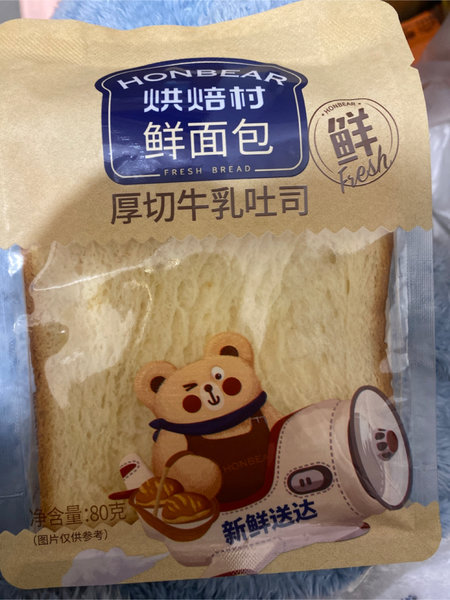 HONBEAR
烘焙村
鲜面包
FRESH BREAD
HONBEAR
鲜
Fresh
厚切牛乳吐司
HONBEAR
新鲜送达
净含量:80克
(图片仅供参考)